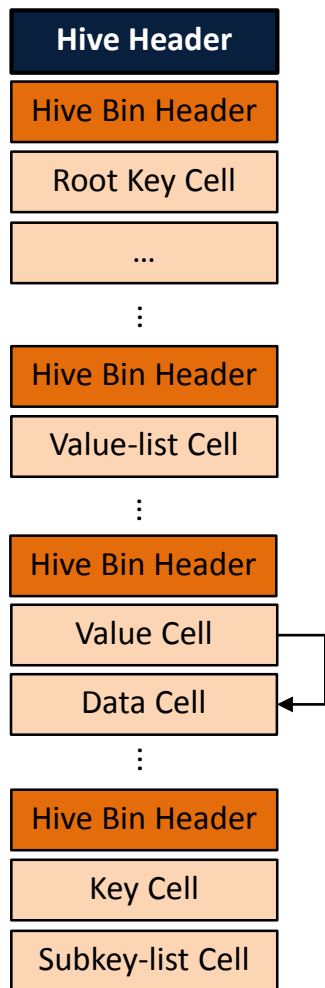 Hive Header
Hive Bin Header
Root Key Cell
...
⋮
Hive Bin Header
Value-list Cell
⋮
Hive Bin Header
Value Cell
Data Cell
⋮
Hive Bin Header
Key Cell
Subkey-list Cell